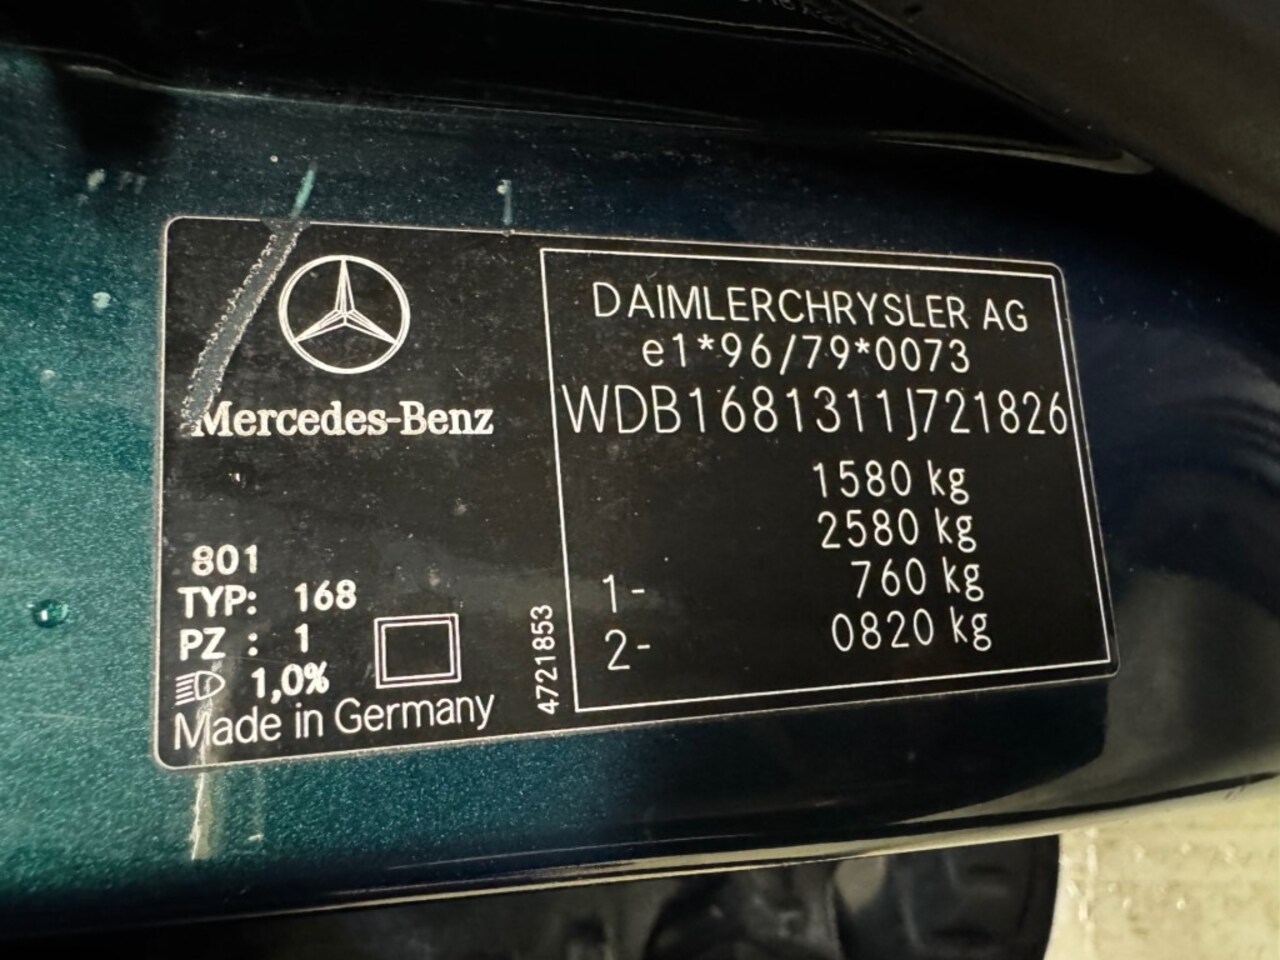 Mercedes-Benz
801
TYP: 168
PZ : 1
1,0%
Made in Germany
4721853
DAIMLERCHRYSLER AG
e1*96/79*0073
WDB1681311J721826
1580 kg
2580 kg
1- 760 kg
2- 0820 kg